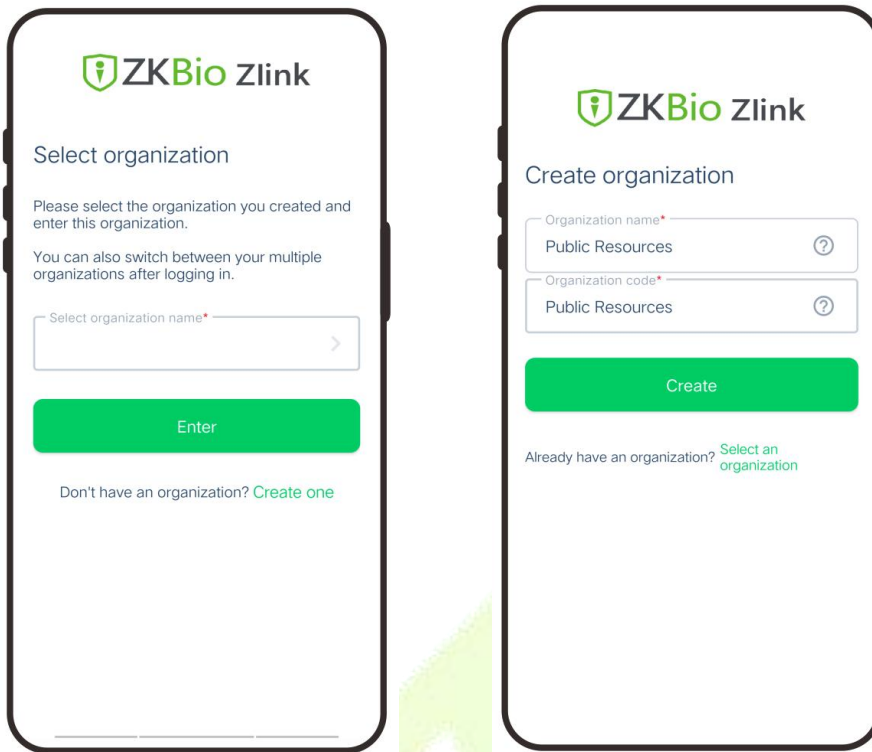 ZKBio Zlink
Select organization
Please select the organization you created and
enter this organization.
You can also switch between your multiple
organizations after logging in.
Select organization name*
Enter
Don't have an organization? Create one
ZKBio Zlink
Create organization
Organization name*
Public Resources
Organization code*
Public Resources
Create
Already have an organization? Select an
organization